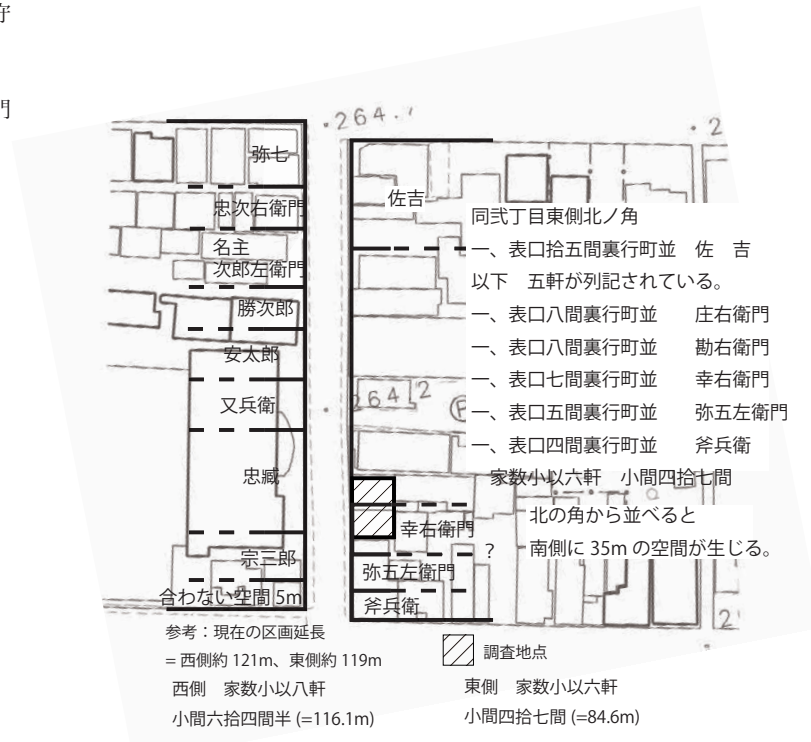 守
門
・264.
・2
弥七
忠次右衛門
名主
次郎左衛門
勝次郎
安太郎
又兵衛
忠臧
宗三郎
合わない空間 5m
参考：現在の区画延長
= 西側約 121m、東側約 119m
西側　家数小以八軒
小間六拾四間半 (=116.1m)
佐吉
同弐丁目東側北ノ角
一、表口拾五間裏行町並　佐　吉
以下　五軒が列記されている。
一、表口八間裏行町並　　庄右衛門
一、表口八間裏行町並　　勘右衛門
一、表口七間裏行町並　　幸右衛門
一、表口五間裏行町並　　弥五左衛門
一、表口四間裏行町並　　斧兵衛
家数小以六軒　小間四拾七間
北の角から並べると
南側に 35m の空間が生じる。
264.2
P
幸右衛門
?
弥五左衛門
斧兵衛
2
調査地点
東側　家数小以六軒
小間四拾七間 (=84.6m)